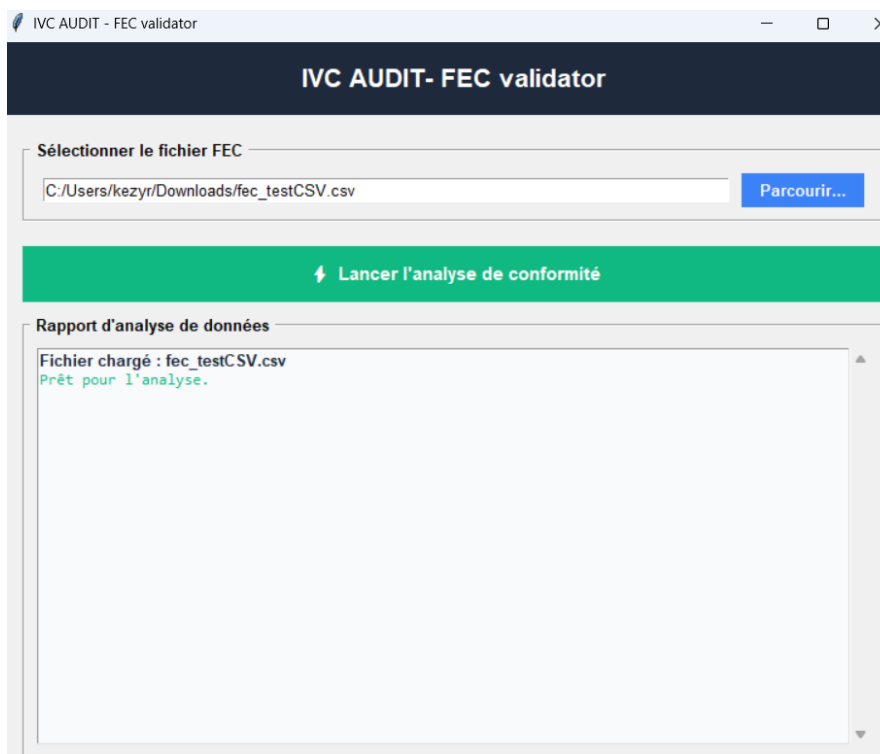 IVC AUDIT - FEC validator
IVC AUDIT- FEC validator
Sélectionner le fichier FEC
C:/Users/kezyr/Downloads/fec_testCSV.csv
Parcourir...
Lancer l'analyse de conformité
Rapport d'analyse de données
Fichier chargé : fec_testCSV.csv
Prêt pour l'analyse.